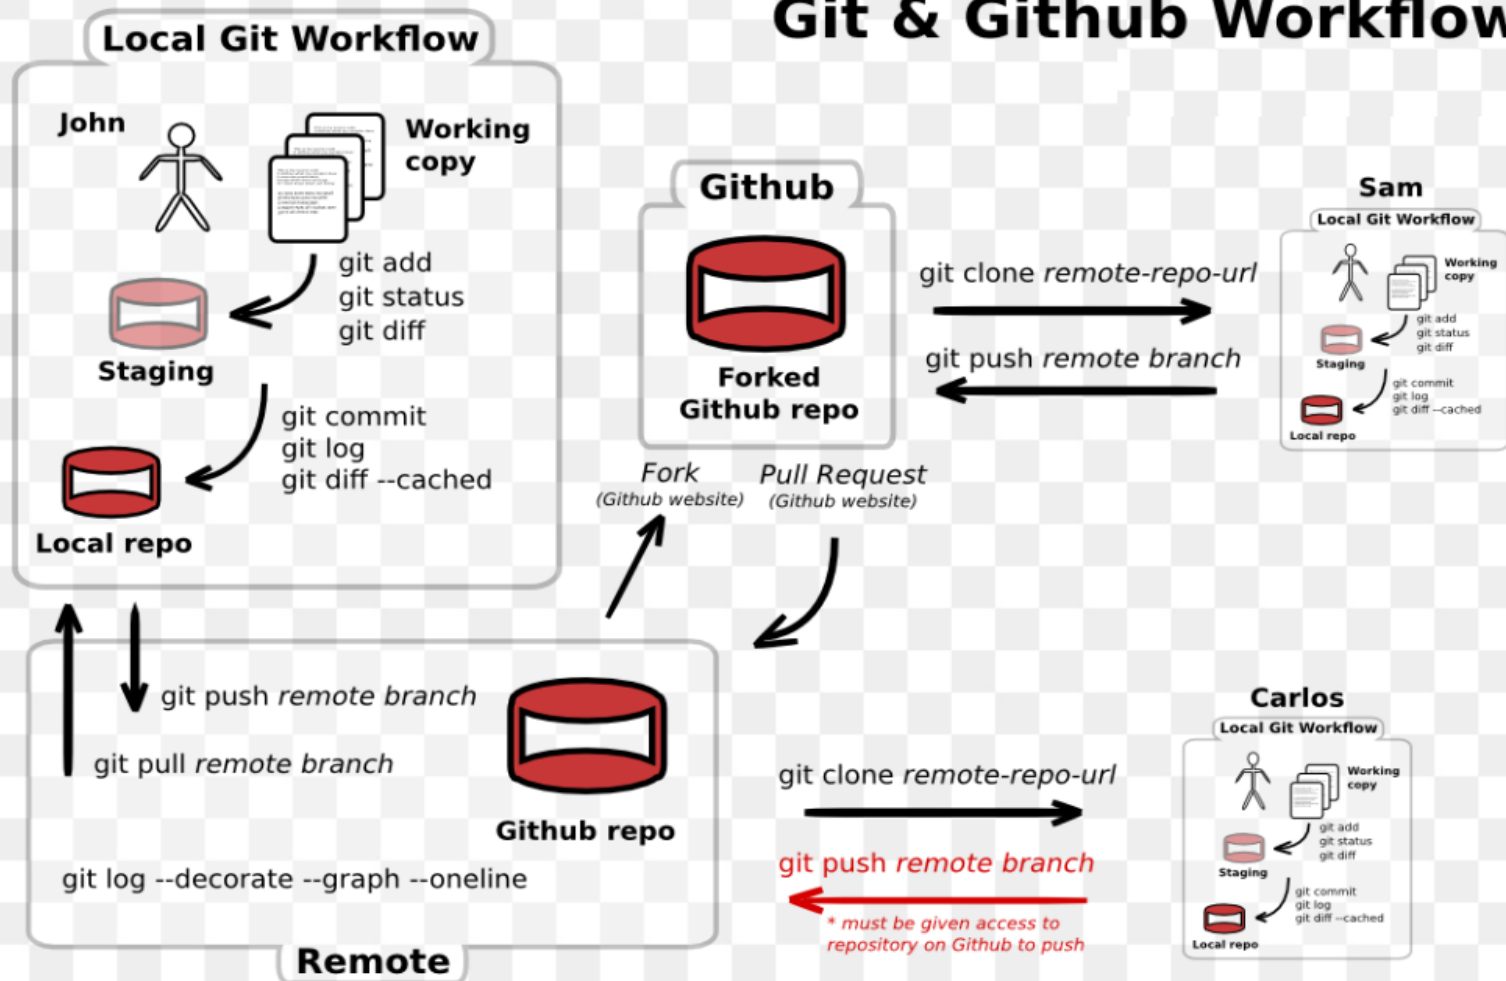 Git & Github Workflow
Local Git Workflow
John
Working
copy
git add
git status
git diff
Staging
git commit
git log
git diff --cached
Local repo
Github
Forked
Github repo
git clone remote-repo-url
git push remote branch
Sam
Local Git Workflow
Working
copy
git add
git status
git diff
Staging
git commit
git log
git diff --cached
Local repo
Fork
(Github website)
Pull Request
(Github website)
git push remote branch
git pull remote branch
Github repo
git log --decorate --graph --oneline
Remote
git clone remote-repo-url
git push remote branch
* must be given access to
repository on Github to push
Carlos
Local Git Workflow
Working
copy
git add
git status
git diff
Staging
git commit
git log
git diff --cached
Local repo